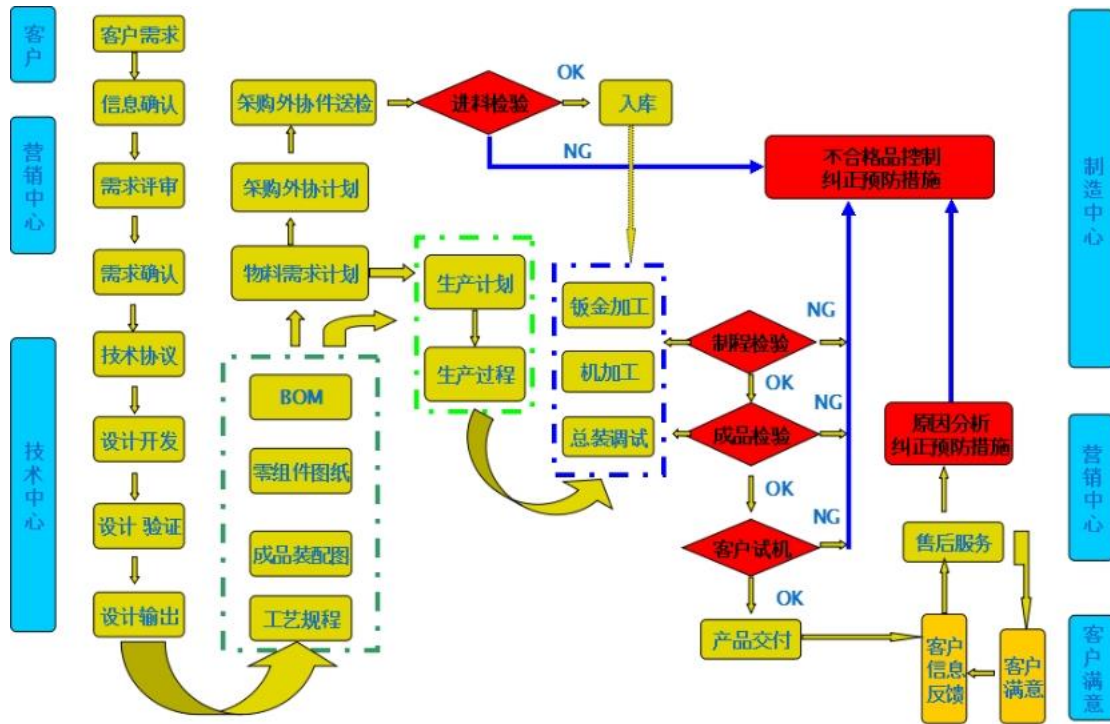 客户
营销中心
技术中心
客户需求
信息确认
需求评审
需求确认
技术协议
设计开发
设计 验证
设计输出
采购外协件送检
采购外协计划
物料需求计划
BOM
零组件图纸
成品装配图
工艺规程
进料检验
OK
NG
入库
生产计划
生产过程
钣金加工
机加工
总装调试
制程检验
NG
OK
成品检验
NG
OK
客户试机
NG
OK
产品交付
不合格品控制
纠正预防措施
原因分析
纠正预防措施
售后服务
客户
信息
反馈
客户
满意
制造中心
营销中心
客户满意